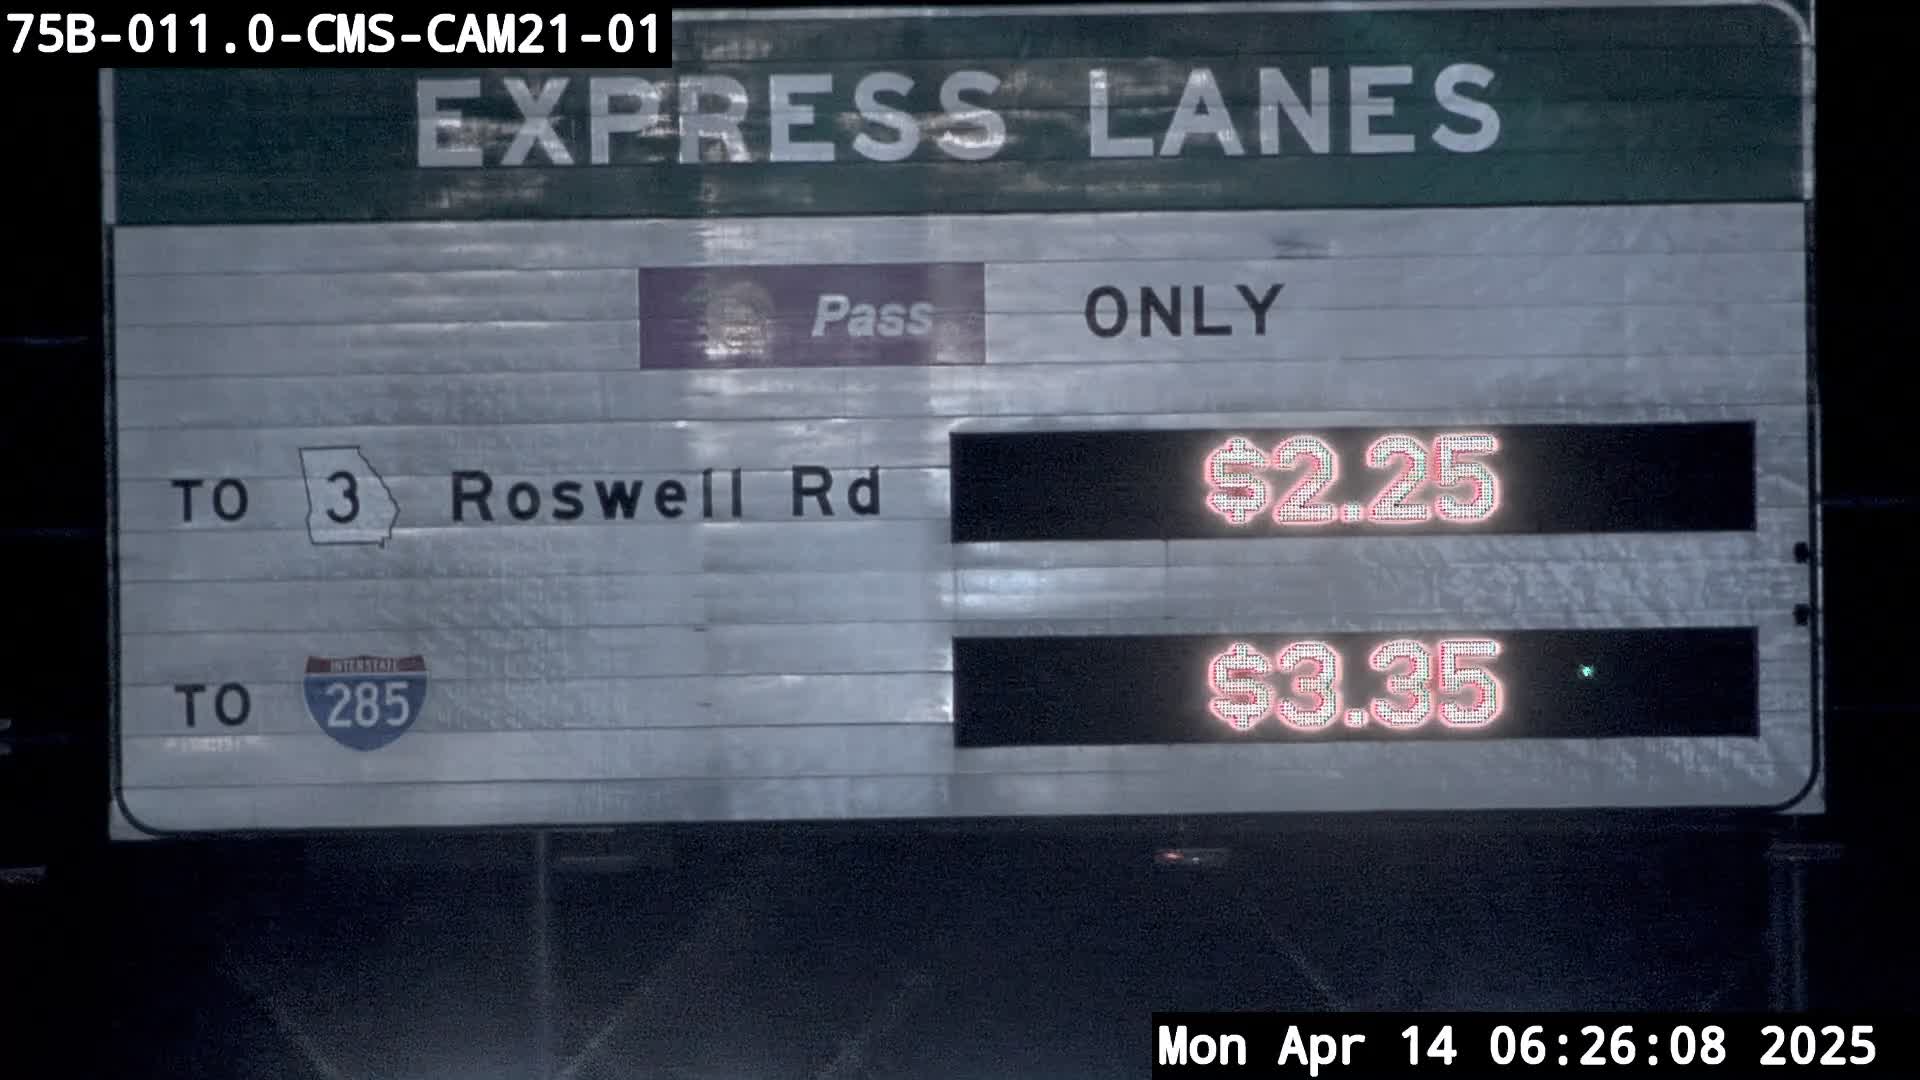 75B-011.0-CMS-CAM21-01
EXPRESS LANES
Pass ONLY
TO 3 Roswell Rd $2.25
INTERSTATE
TO 285 $3.35
Mon Apr 14 06:26:08 2025